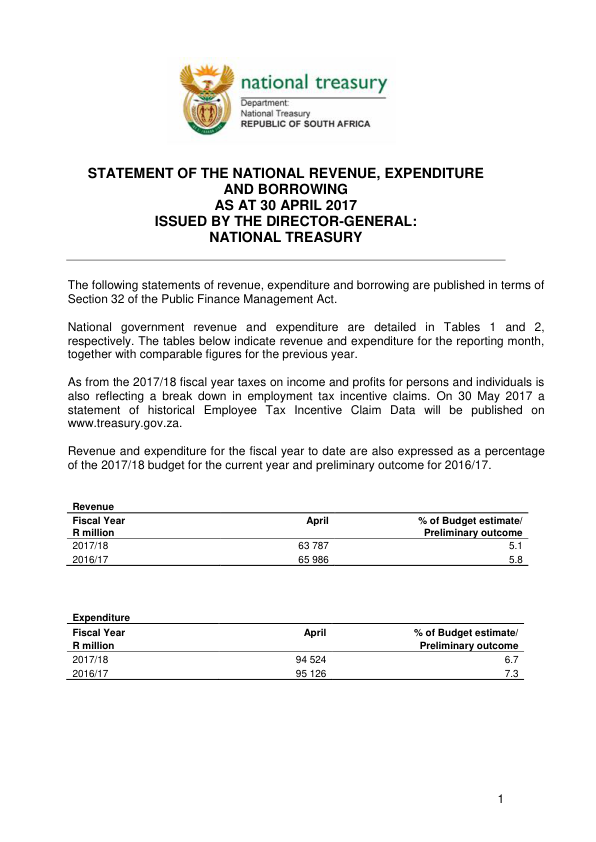 national treasury
Department:
National Treasury
REPUBLIC OF SOUTH AFRICA
STATEMENT OF THE NATIONAL REVENUE, EXPENDITURE
AND BORROWING
AS AT 30 APRIL 2017
ISSUED BY THE DIRECTOR-GENERAL:
NATIONAL TREASURY
The following statements of revenue, expenditure and borrowing are published in terms of
Section 32 of the Public Finance Management Act.
National government revenue and expenditure are detailed in Tables 1 and 2,
respectively. The tables below indicate revenue and expenditure for the reporting month,
together with comparable figures for the previous year.
As from the 2017/18 fiscal year taxes on income and profits for persons and individuals is
also reflecting a break down in employment tax incentive claims. On 30 May 2017 a
statement of historical Employee Tax Incentive Claim Data will be published on
www.treasury.gov.za.
Revenue and expenditure for the fiscal year to date are also expressed as a percentage
of the 2017/18 budget for the current year and preliminary outcome for 2016/17.
Revenue
Fiscal Year April % of Budget estimate/
R million Preliminary outcome
2017/18 63 787 5.1
2016/17 65 986 5.8
Expenditure
Fiscal Year April % of Budget estimate/
R million Preliminary outcome
2017/18 94 524 6.7
2016/17 95 126 7.3
1